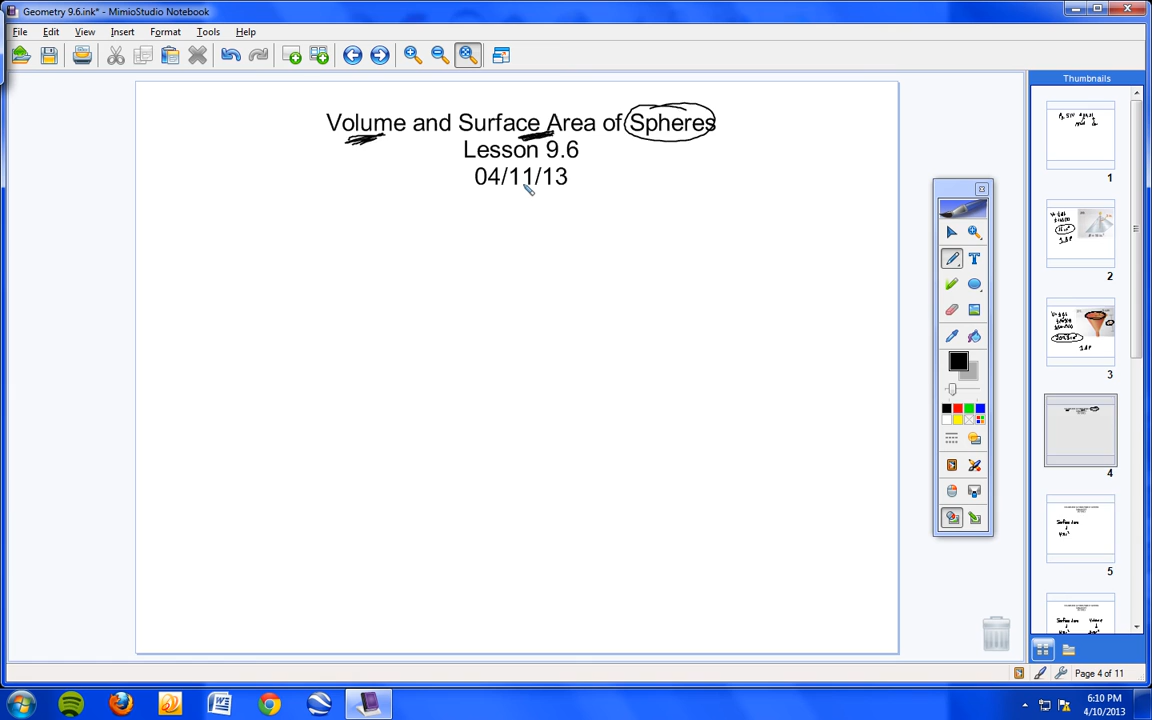 Geometry 9.6.ink* - MimioStudio Notebook
File Edit View Insert Format Tools Help
Volume and Surface Area of Spheres
Lesson 9.6
04/11/13
Thumbnails
1
2
3
4
5
T
Page 4 of 11
6:10 PM
4/10/2013